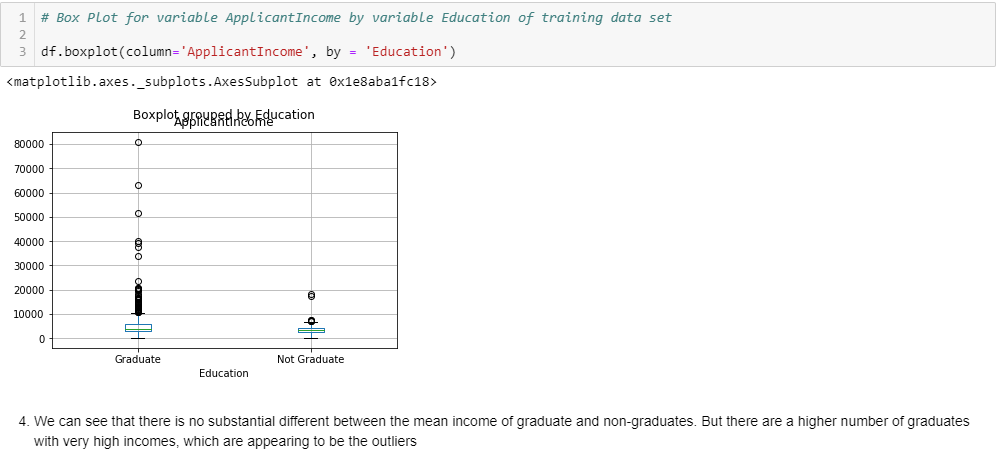 1 # Box Plot for variable ApplicantIncome by variable Education of training data set
2
3 df.boxplot(column='ApplicantIncome', by = 'Education')
<matplotlib.axes._subplots.AxesSubplot at 0x1e8aba1fc18>
Boxplot grouped by Education
ApplicantIncome
80000
70000
60000
50000
40000
30000
20000
10000
0
Graduate Not Graduate
Education
4. We can see that there is no substantial different between the mean income of graduate and non-graduates. But there are a higher number of graduates
with very high incomes, which are appearing to be the outliers